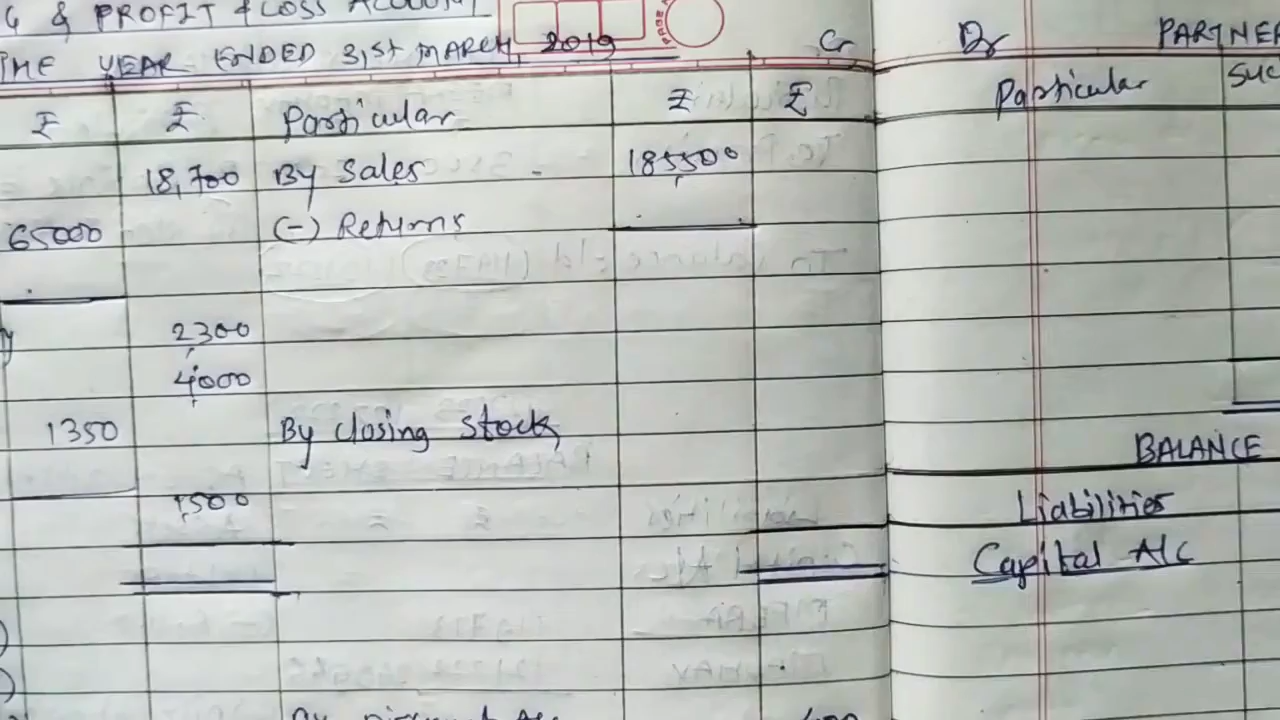 G & PROFIT & LOSS ACCOUNT
THE YEAR ENDED 31st MARCH, 2019 Cr
₹ ₹ Particular ₹ ₹
18,700 By Sales 185500
65000 (-) Returns
2300
4000
1350 By closing stock
1500
Dr PARTNE
Particular
BALANCE
Liabilities
Capital A/c